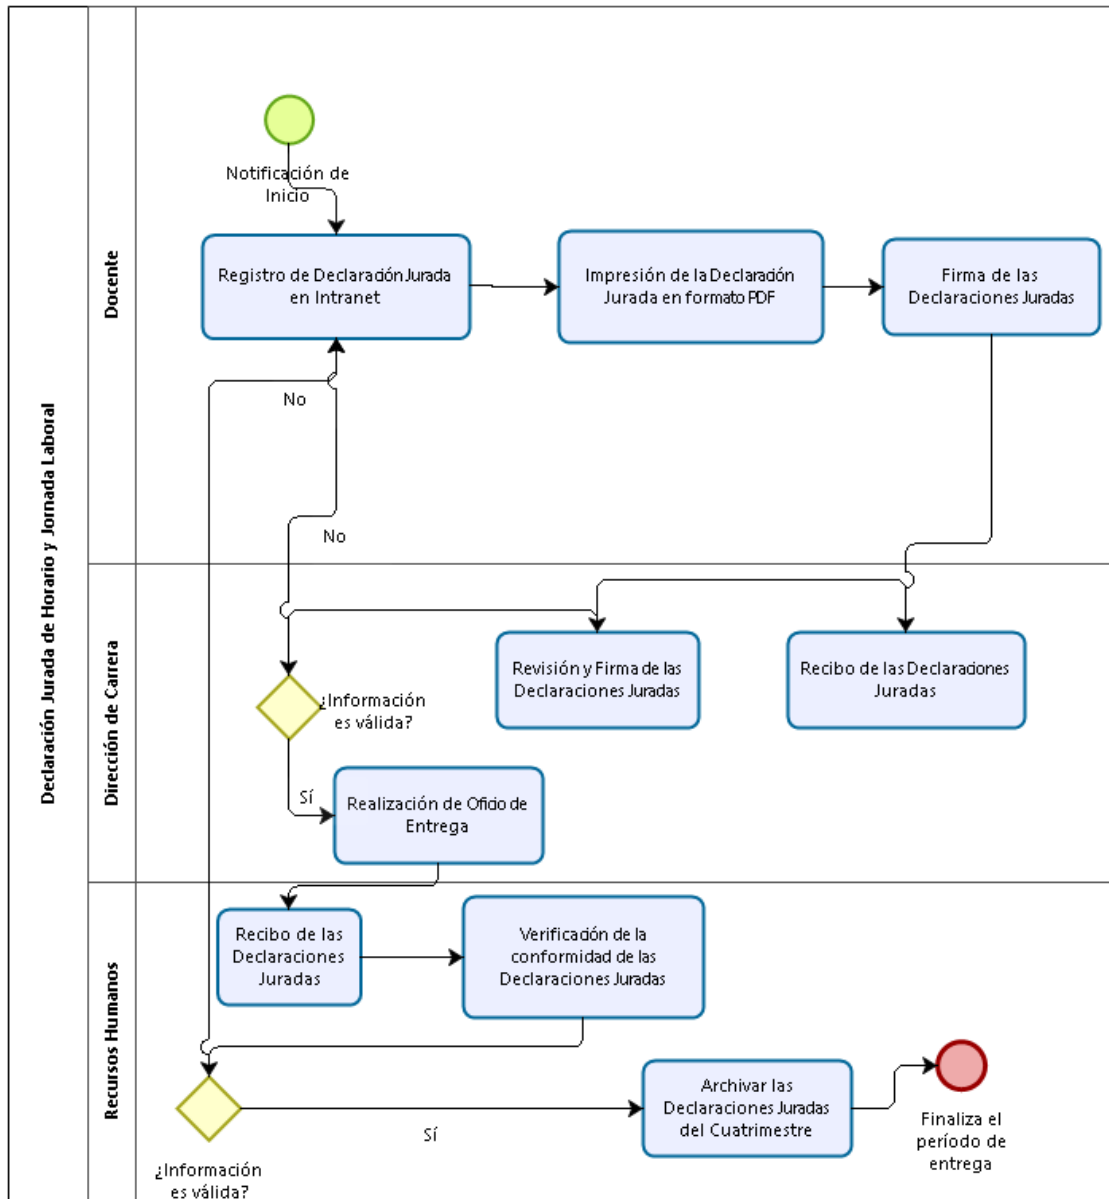 Declaración Jurada de Horario y Jornada Laboral
Docente
Notificación de
Inicio
Registro de Declaración Jurada
en Intranet
Impresión de la Declaración
Jurada en formato PDF
Firma de las
Declaraciones Juradas
No
No
Dirección de Carrera
Revisión y Firma de las
Declaraciones Juradas
Recibo de las Declaraciones
Juradas
¿Información
es válida?
Sí
Realización de Oficio de
Entrega
Recursos Humanos
Recibo de las
Declaraciones
Juradas
Verificación de la
conformidad de las
Declaraciones Juradas
¿Información
es válida?
Sí
Archivar las
Declaraciones Juradas
del Cuatrimestre
Finaliza el
período de
entrega